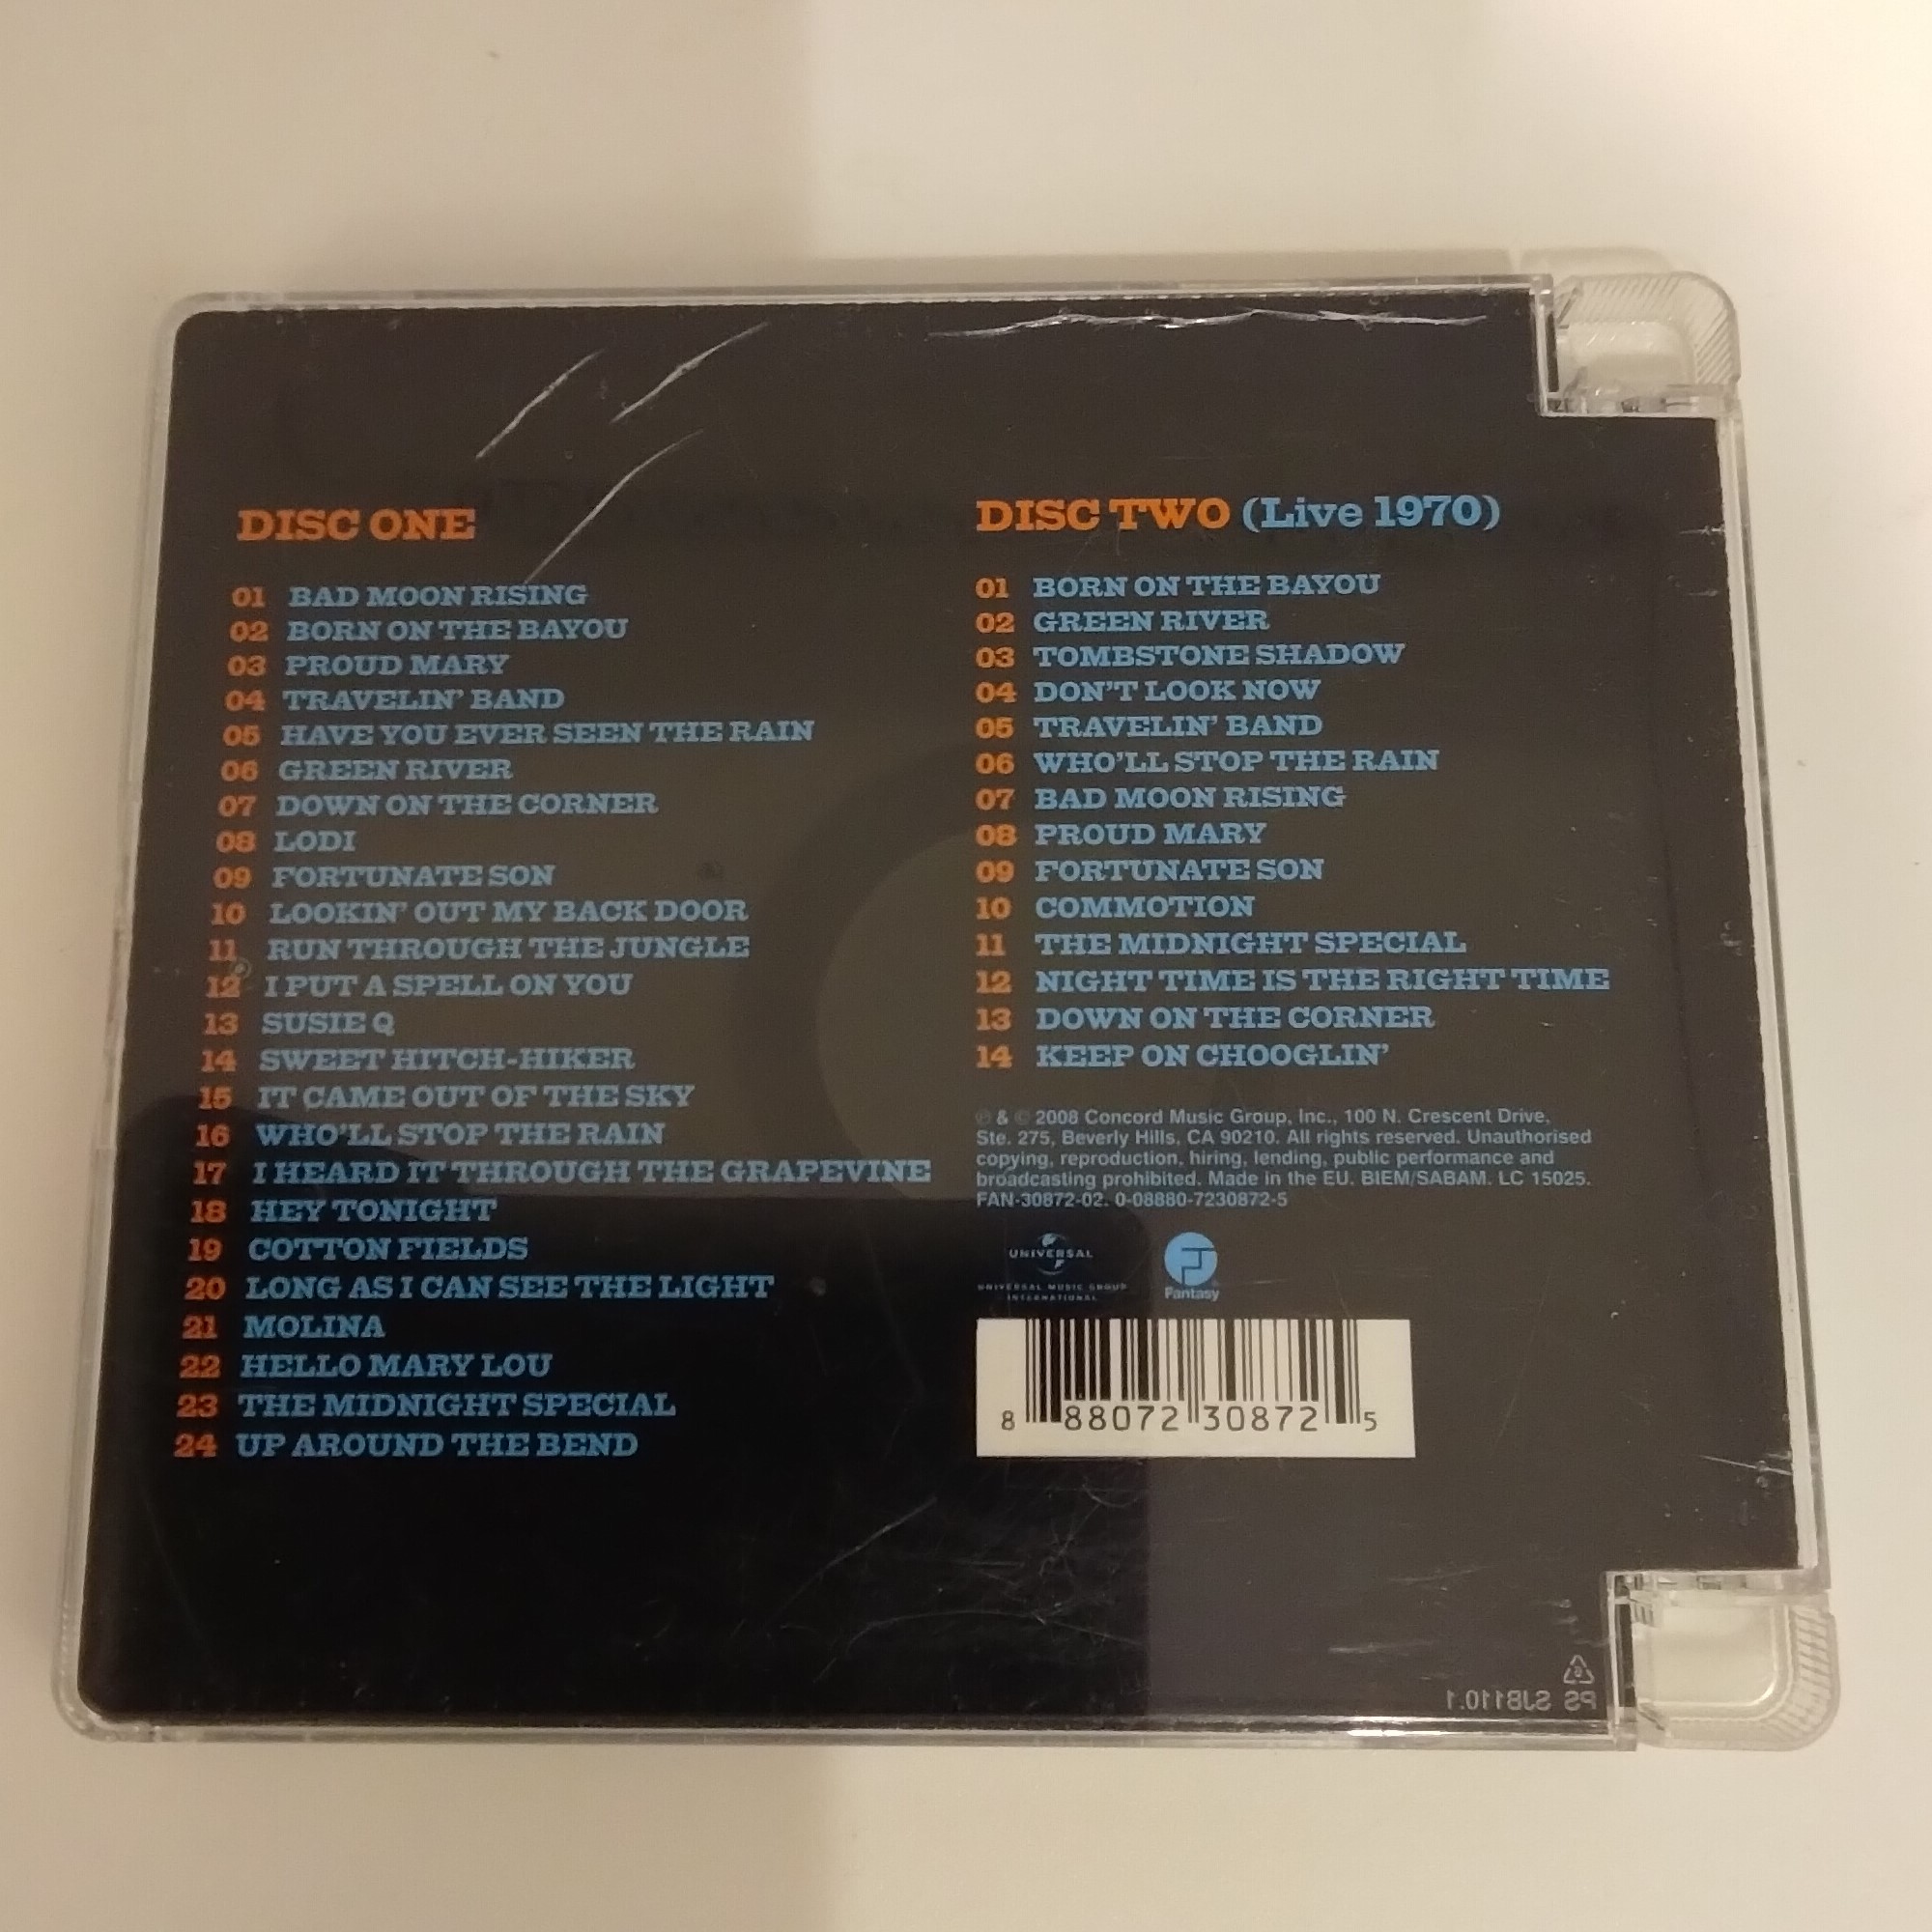 DISC ONE
01 BAD MOON RISING
02 BORN ON THE BAYOU
03 PROUD MARY
04 TRAVELIN' BAND
05 HAVE YOU EVER SEEN THE RAIN
06 GREEN RIVER
07 DOWN ON THE CORNER
08 LODI
09 FORTUNATE SON
10 LOOKIN' OUT MY BACK DOOR
11 RUN THROUGH THE JUNGLE
12 I PUT A SPELL ON YOU
13 SUSIE Q
14 SWEET HITCH-HIKER
15 IT CAME OUT OF THE SKY
16 WHO'LL STOP THE RAIN
17 I HEARD IT THROUGH THE GRAPEVINE
18 HEY TONIGHT
19 COTTON FIELDS
20 LONG AS I CAN SEE THE LIGHT
21 MOLINA
22 HELLO MARY LOU
23 THE MIDNIGHT SPECIAL
24 UP AROUND THE BEND
DISC TWO (Live 1970)
01 BORN ON THE BAYOU
02 GREEN RIVER
03 TOMBSTONE SHADOW
04 DON'T LOOK NOW
05 TRAVELIN' BAND
06 WHO'LL STOP THE RAIN
07 BAD MOON RISING
08 PROUD MARY
09 FORTUNATE SON
10 COMMOTION
11 THE MIDNIGHT SPECIAL
12 NIGHT TIME IS THE RIGHT TIME
13 DOWN ON THE CORNER
14 KEEP ON CHOOGLIN'
℗ & © 2008 Concord Music Group, Inc., 100 N. Crescent Drive,
Ste. 275, Beverly Hills, CA 90210. All rights reserved. Unauthorised
copying, reproduction, hiring, lending, public performance and
broadcasting prohibited. Made in the EU. BIEM/SABAM. LC 15025.
FAN-30872-02. 0-08880-7230872-5
UNIVERSAL
UNIVERSAL MUSIC GROUP
INTERNATIONAL
Fantasy
8 88072 30872 5
6
PS SJB110.1